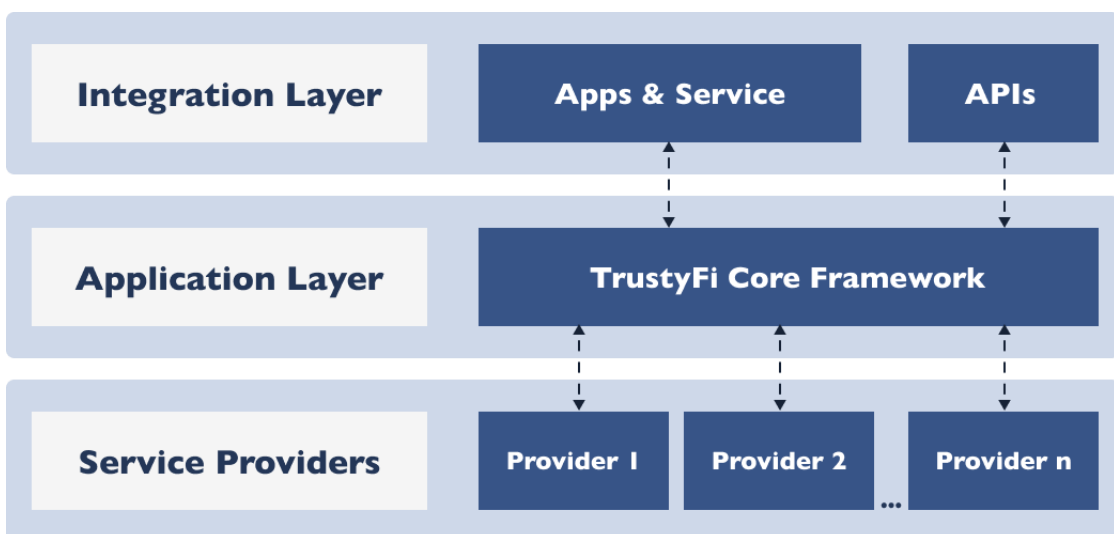 Integration Layer
Apps & Service
APIs
Application Layer
TrustyFi Core Framework
Service Providers
Provider 1
Provider 2
...
Provider n